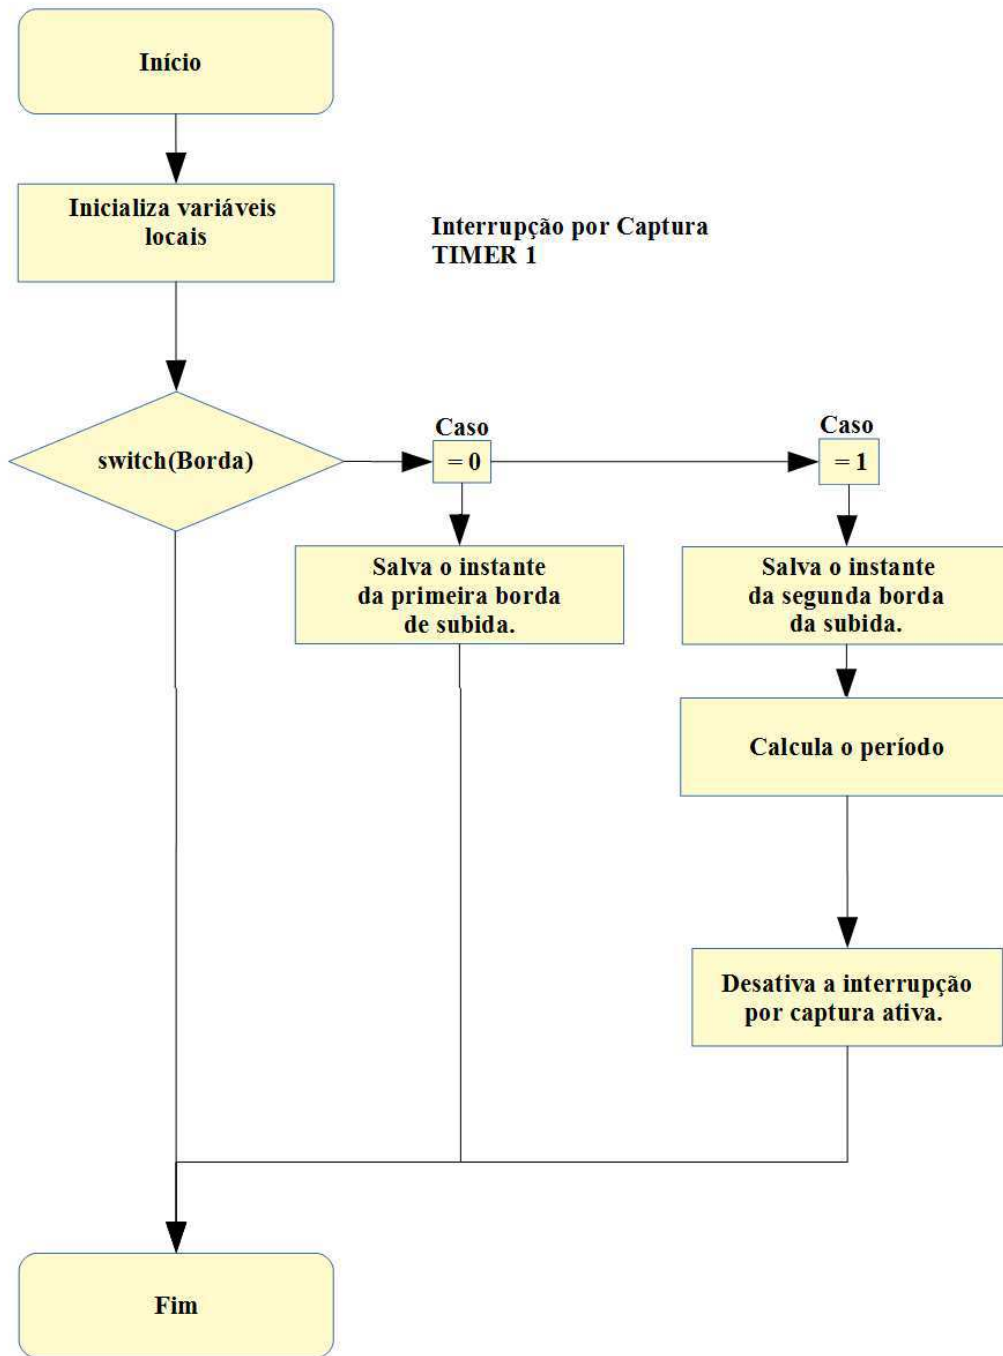 Início
Inicializa variáveis
locais
Interrupção por Captura
TIMER 1
switch(Borda)
Caso
= 0
Caso
= 1
Salva o instante
da primeira borda
de subida.
Salva o instante
da segunda borda
da subida.
Calcula o período
Desativa a interrupção
por captura ativa.
Fim